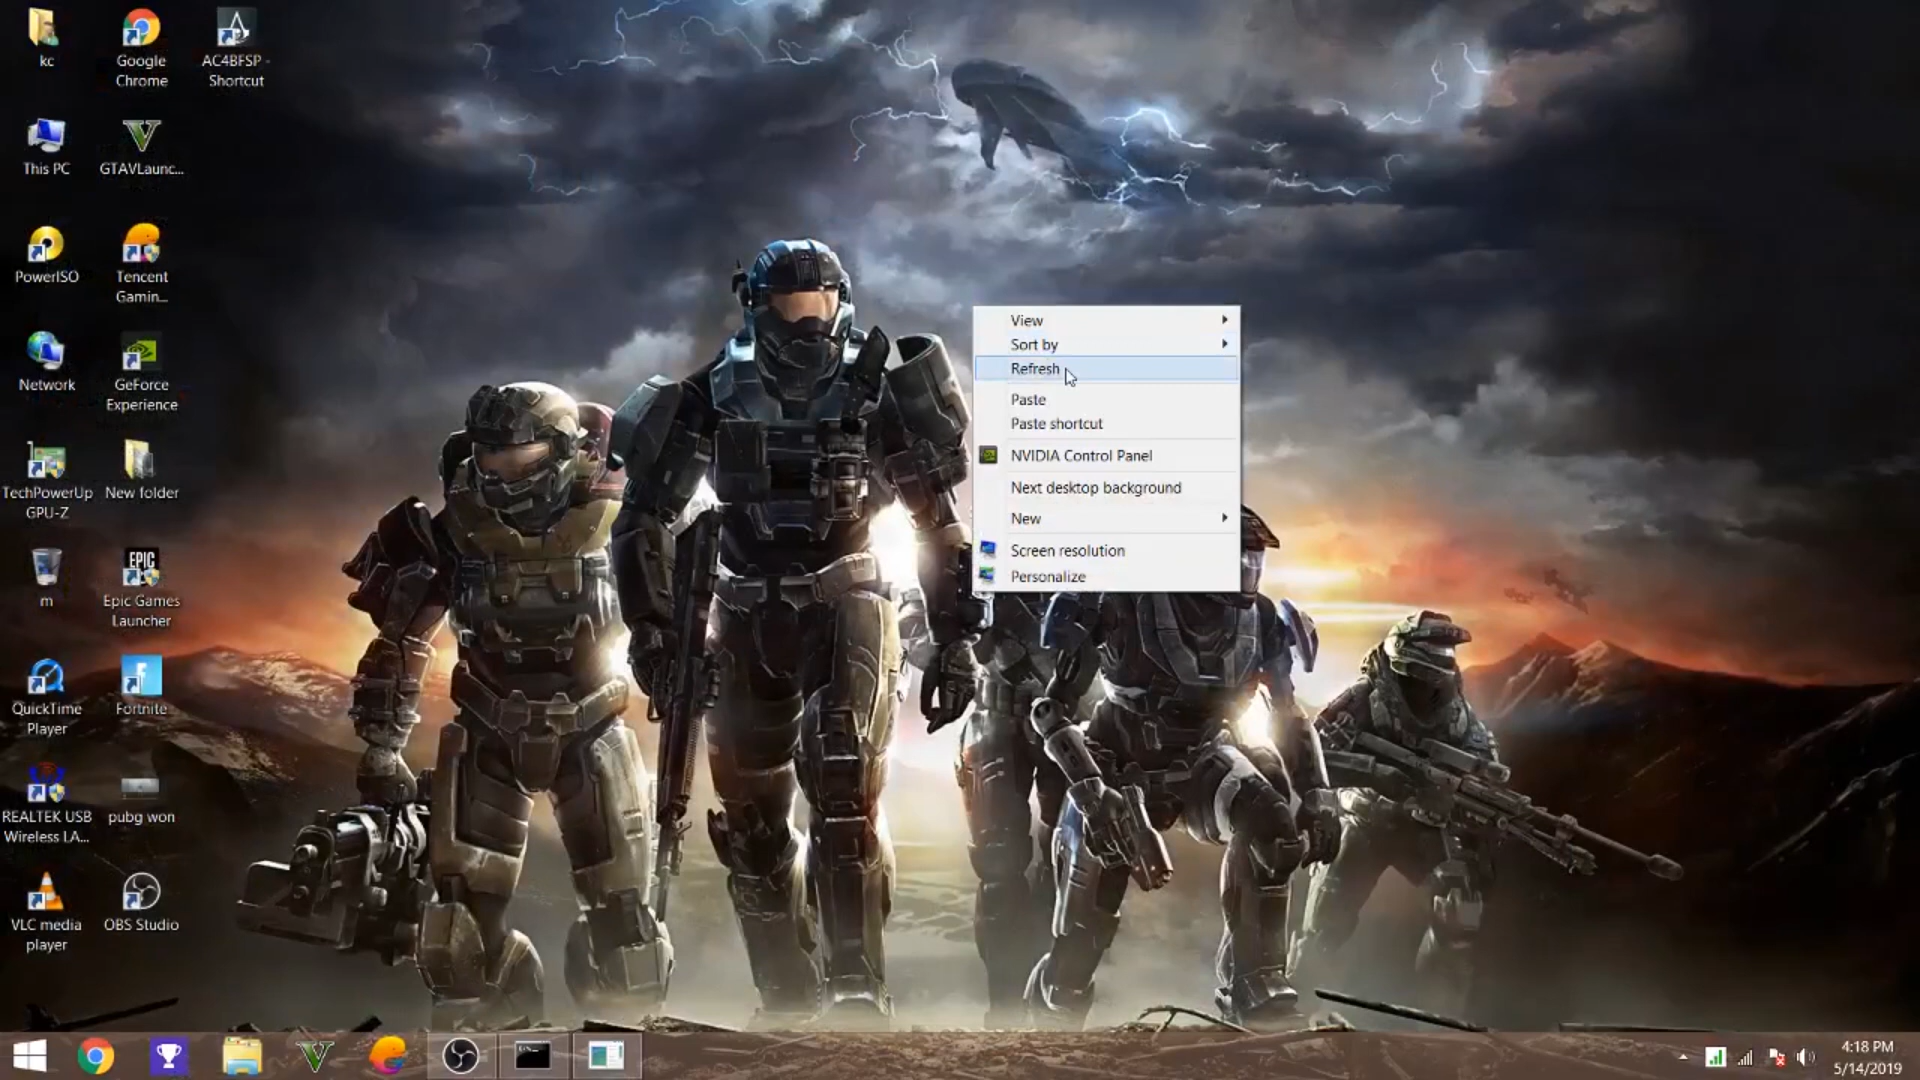 kc
Google
Chrome
AC4BFSP -
Shortcut
This PC
GTAVLaunc...
PowerISO
Tencent
Gamin...
Network
GeForce
Experience
TechPowerUp
GPU-Z
New folder
m
EPIC
GAMES
Epic Games
Launcher
QuickTime
Player
Fortnite
REALTEK USB
Wireless LA...
pubg won
VLC media
player
OBS Studio
View
Sort by
Refresh
Paste
Paste shortcut
NVIDIA Control Panel
Next desktop background
New
Screen resolution
Personalize
4:18 PM
5/14/2019